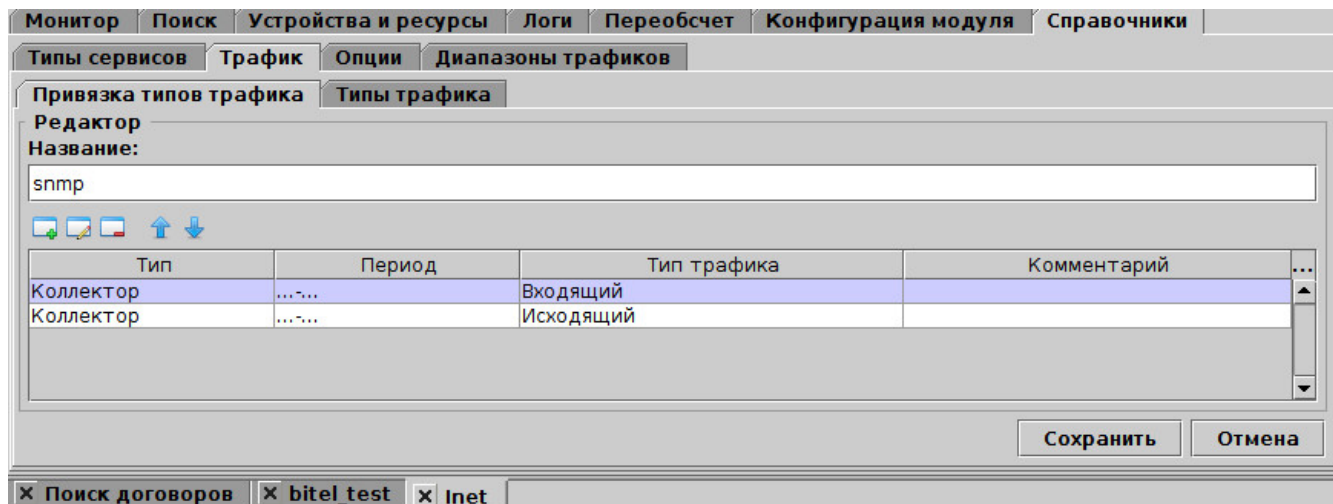 Монитор Поиск Устройства и ресурсы Логи Переобсчет Конфигурация модуля Справочники
Типы сервисов Трафик Опции Диапазоны трафиков
Привязка типов трафика Типы трафика
Редактор
Название:
snmp
Тип Период Тип трафика Комментарий ...
Коллектор ...-... Входящий
Коллектор ...-... Исходящий
Сохранить Отмена
Поиск договоров bitel_test Inet